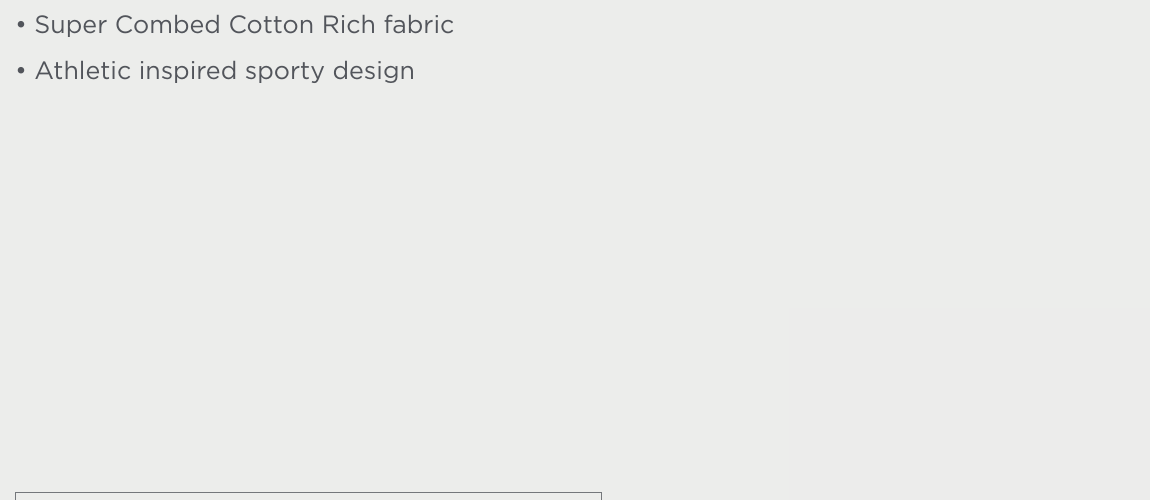 • Super Combed Cotton Rich fabric
• Athletic inspired sporty design